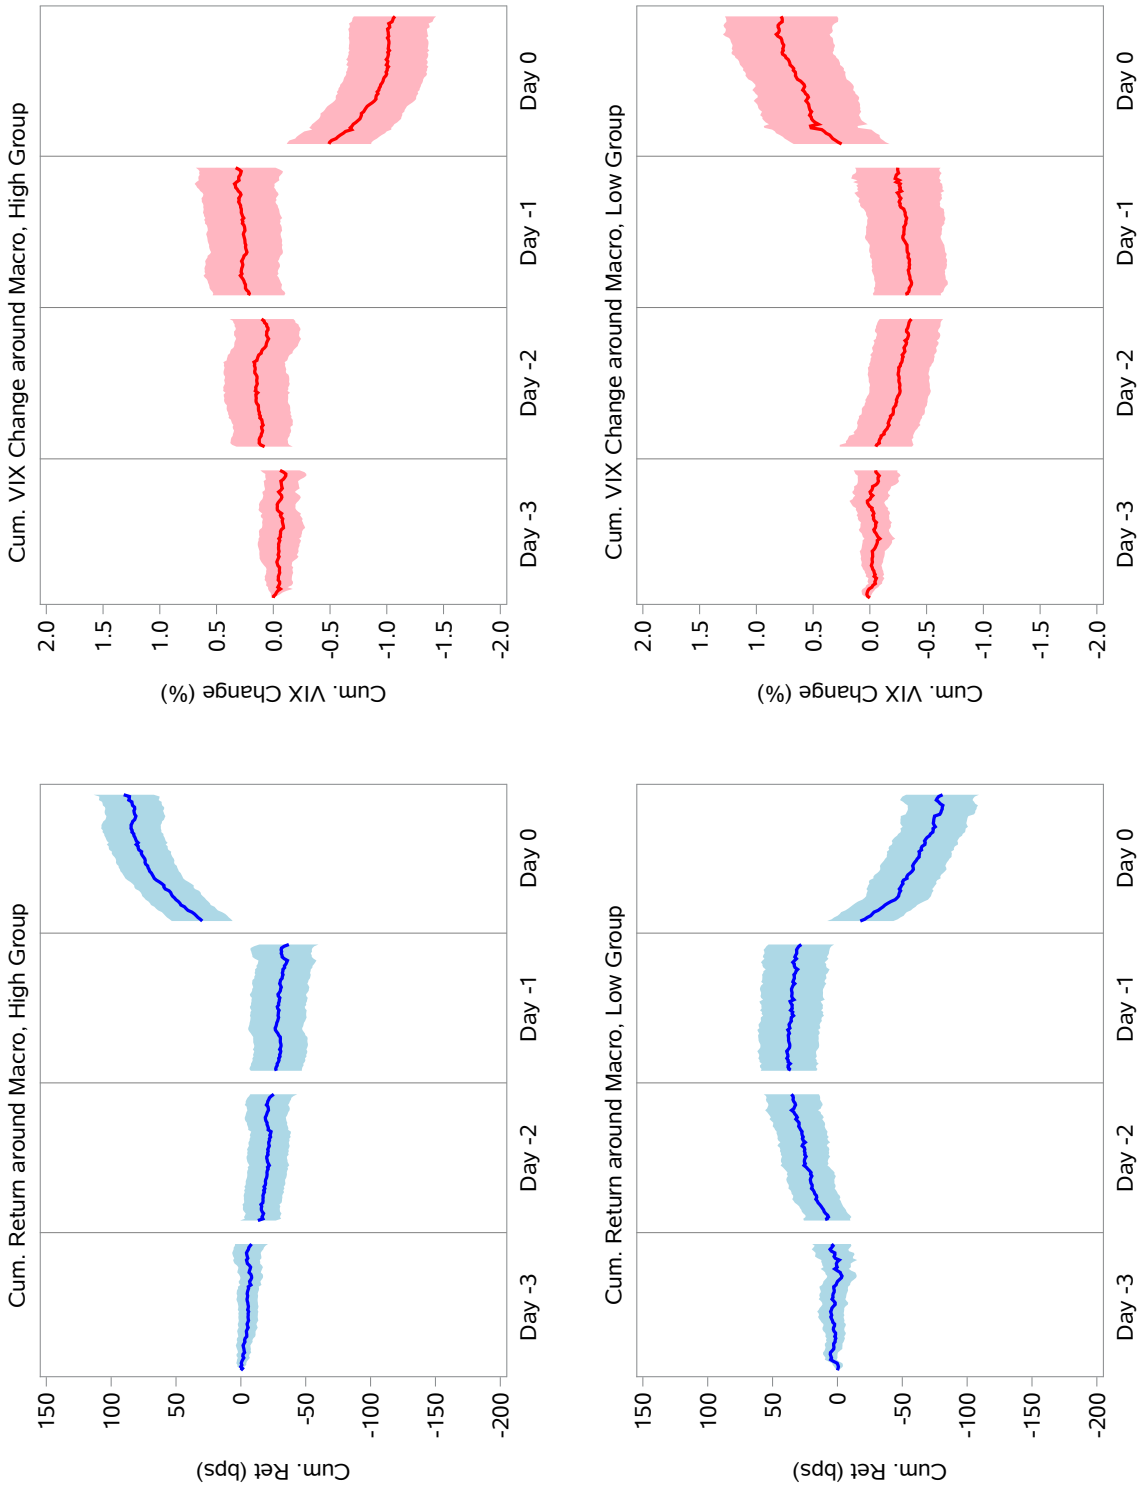 Cum. Return around Macro, High Group
Cum. Ret (bps)
150
100
50
0
-50
-100
-150
-200
Day -3
Day -2
Day -1
Day 0
Cum. VIX Change around Macro, High Group
Cum. VIX Change (%)
2.0
1.5
1.0
0.5
0.0
-0.5
-1.0
-1.5
-2.0
Day -3
Day -2
Day -1
Day 0
Cum. Return around Macro, Low Group
Cum. Ret (bps)
150
100
50
0
-50
-100
-150
-200
Day -3
Day -2
Day -1
Day 0
Cum. VIX Change around Macro, Low Group
Cum. VIX Change (%)
2.0
1.5
1.0
0.5
0.0
-0.5
-1.0
-1.5
-2.0
Day -3
Day -2
Day -1
Day 0